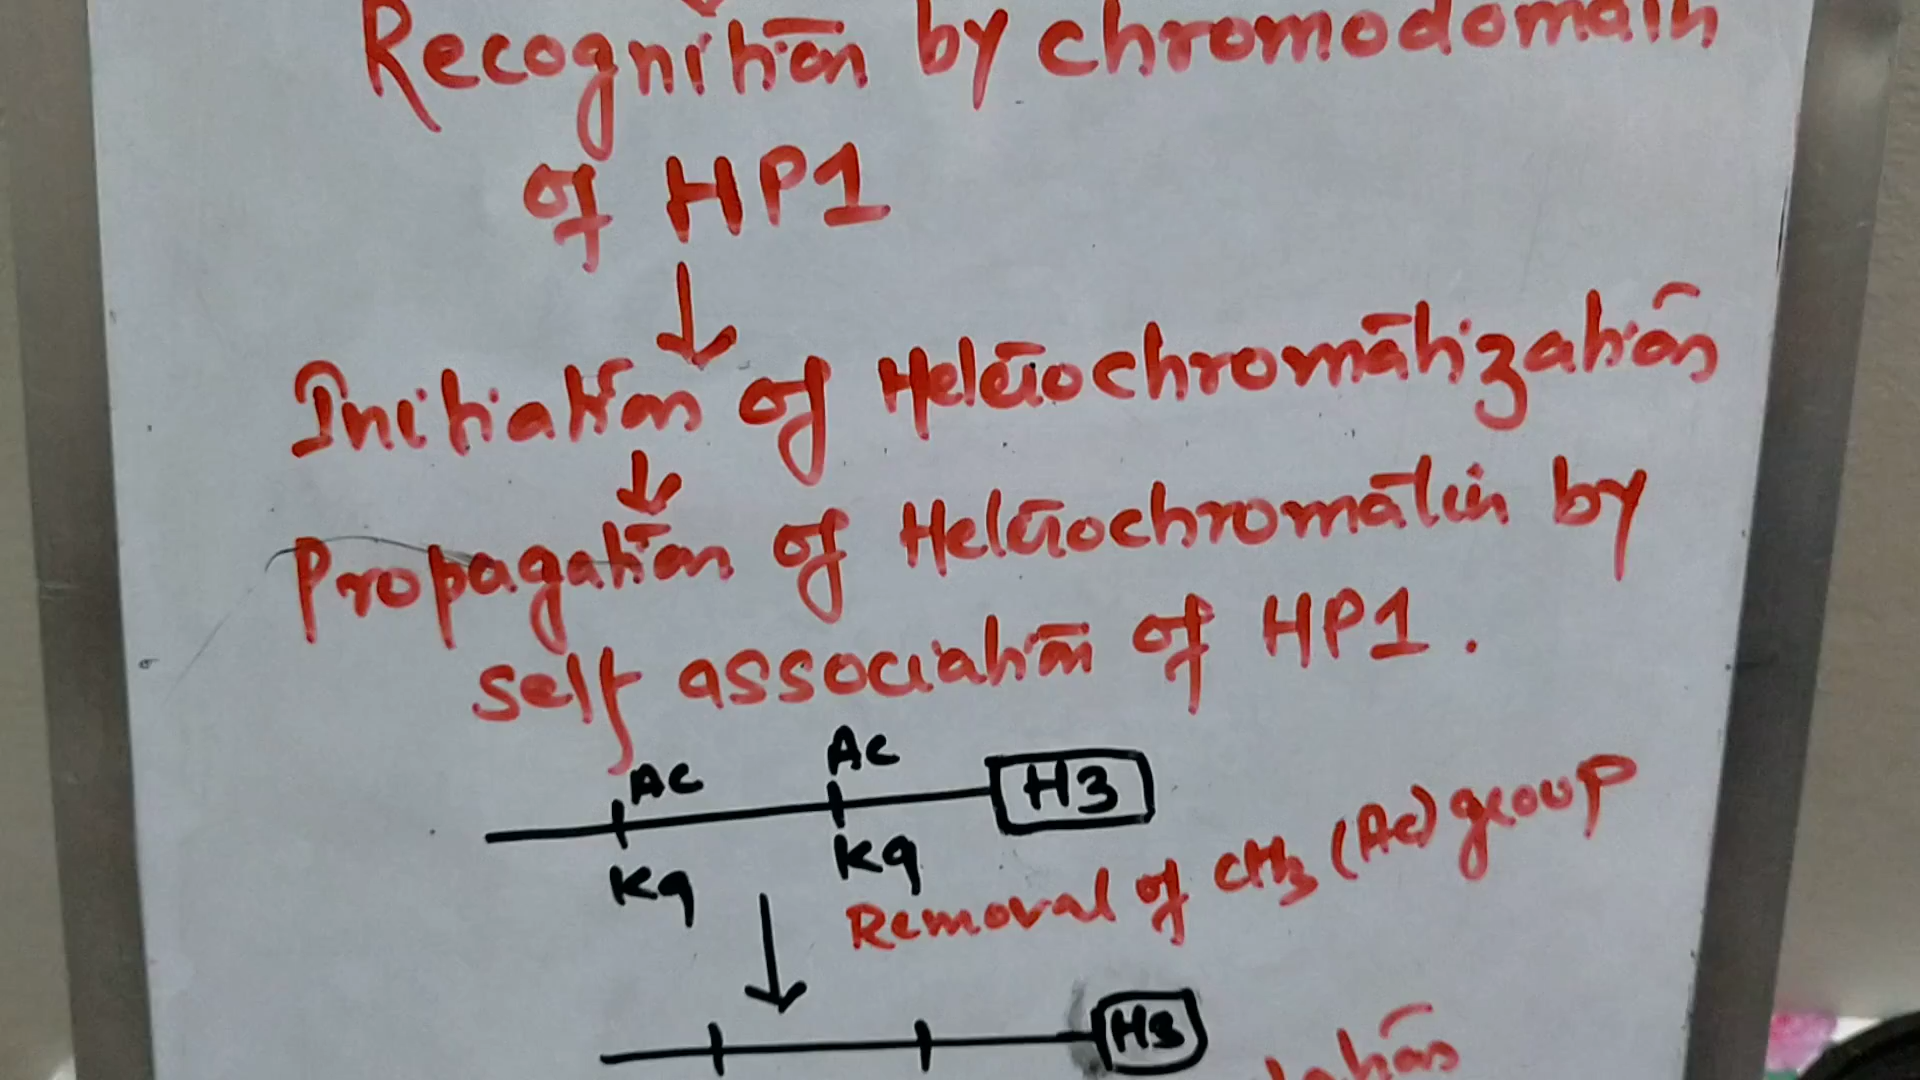 Recognition by chromodomain
of HP1
Initiation of Heterochromatization
Propagation of Heterochromatin by
self association of HP1.
Ac Ac H3
K9 K9
Removal of CH3 (Ac) group
H3